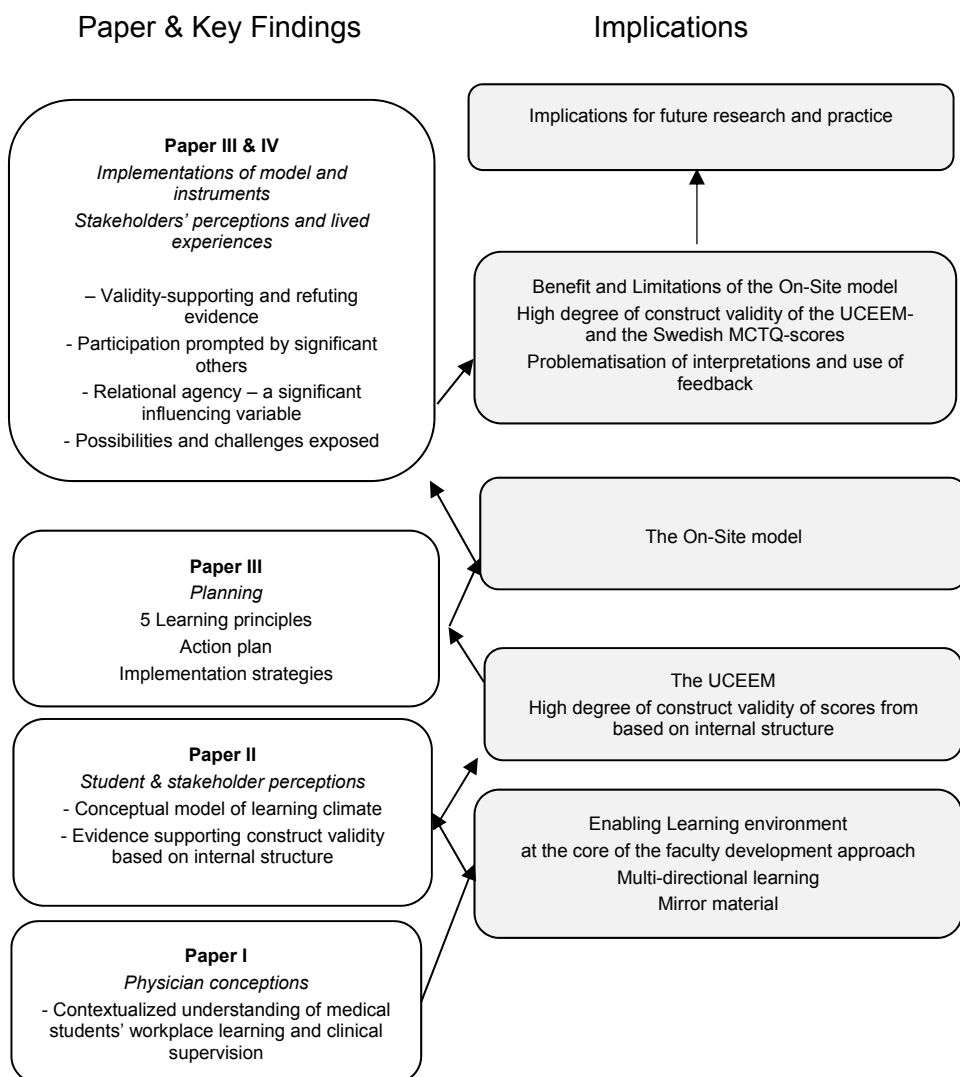 Paper & Key Findings
Implications
Paper III & IV
Implementations of model and
instruments
Stakeholders’ perceptions and lived
experiences
– Validity-supporting and refuting
evidence
- Participation prompted by significant
others
- Relational agency – a significant
influencing variable
- Possibilities and challenges exposed
Implications for future research and practice
Benefit and Limitations of the On-Site model
High degree of construct validity of the UCEEM-
and the Swedish MCTQ-scores
Problematisation of interpretations and use of
feedback
The On-Site model
Paper III
Planning
5 Learning principles
Action plan
Implementation strategies
The UCEEM
High degree of construct validity of scores from
based on internal structure
Paper II
Student & stakeholder perceptions
- Conceptual model of learning climate
- Evidence supporting construct validity
based on internal structure
Enabling Learning environment
at the core of the faculty development approach
Multi-directional learning
Mirror material
Paper I
Physician conceptions
- Contextualized understanding of medical
students’ workplace learning and clinical
supervision